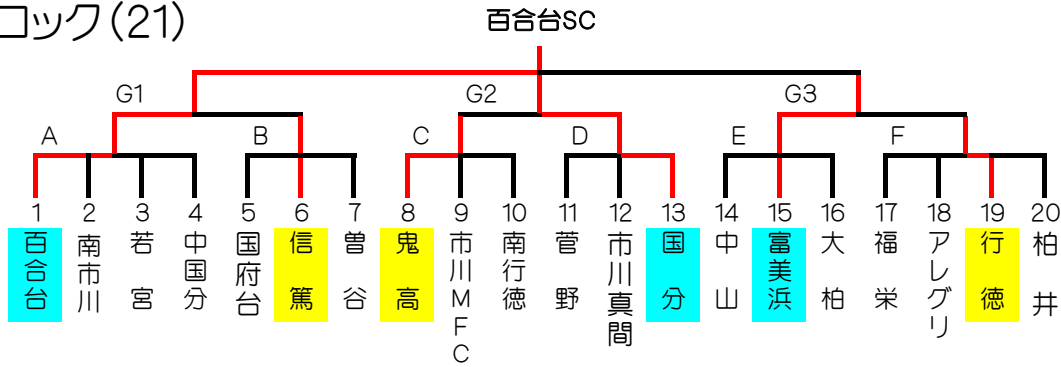 ロック(21)
百合台SC
G1 G2 G3
A B C D E F
1 2 3 4 5 6 7 8 9 10 11 12 13 14 15 16 17 18 19 20
百合台
南市川
若宮
中国分
国府台
信篤
曽谷
鬼高
市川MFC
南行徳
菅野
市川真間
国分
中山
富美浜
大柏
福栄
アレグリ
行徳
柏井